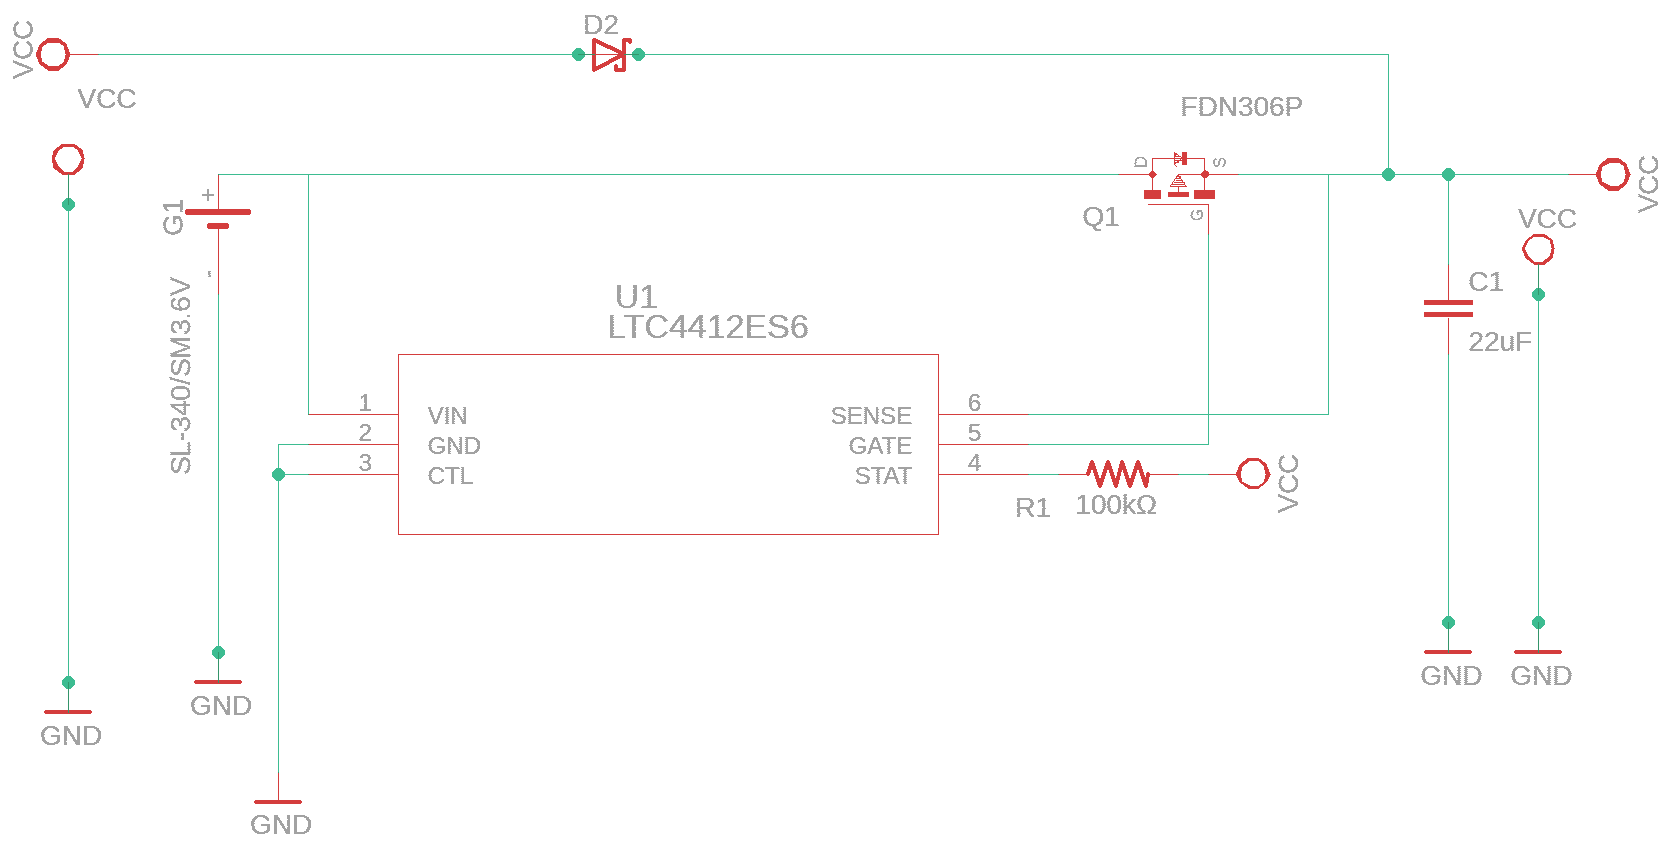 D2
VCC
VCC
FDN306P
D
S
VCC
+
G1
Q1
G
VCC
-
SL-340/SM3.6V
C1
22uF
U1
LTC4412ES6
1
VIN
SENSE
6
2
GND
GATE
5
3
CTL
STAT
4
R1
100kΩ
VCC
GND
GND
GND
GND
GND